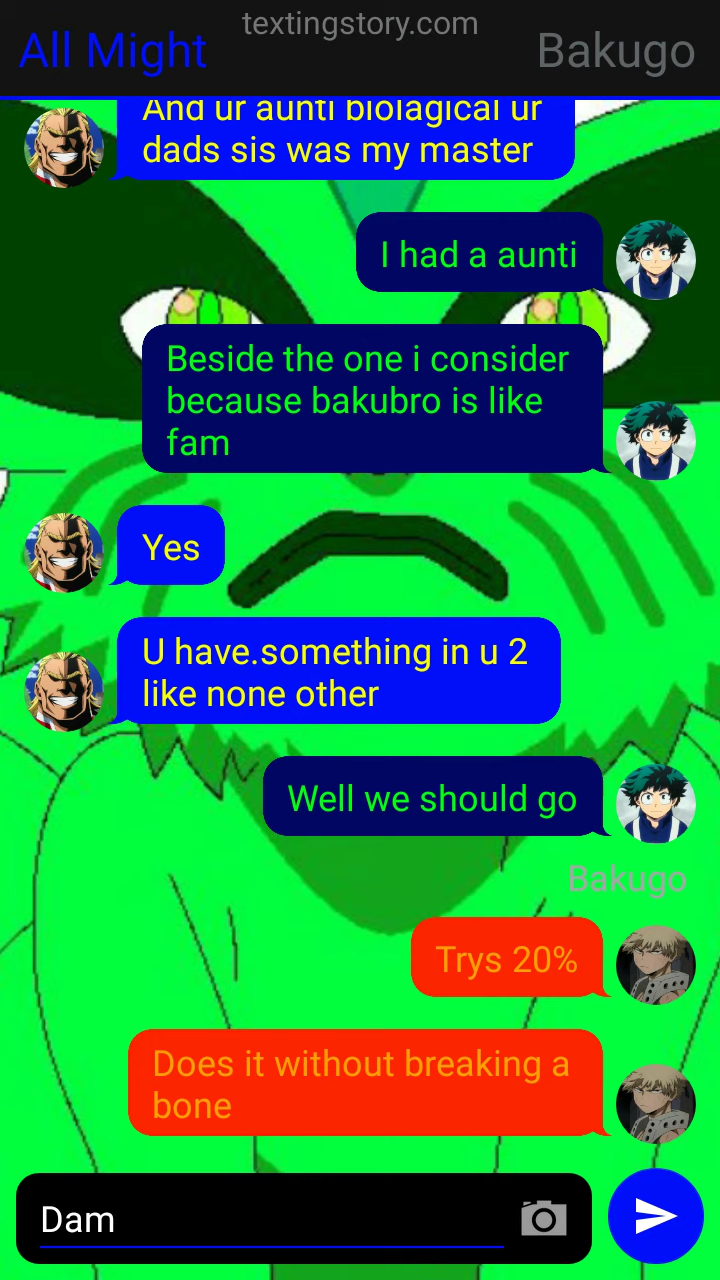 textingstory.com
All Might
Bakugo
And ur aunti biolagical ur
dads sis was my master
I had a aunti
Beside the one i consider
because bakubro is like
fam
Yes
U have.something in u 2
like none other
Well we should go
Bakugo
Trys 20%
Does it without breaking a
bone
Dam